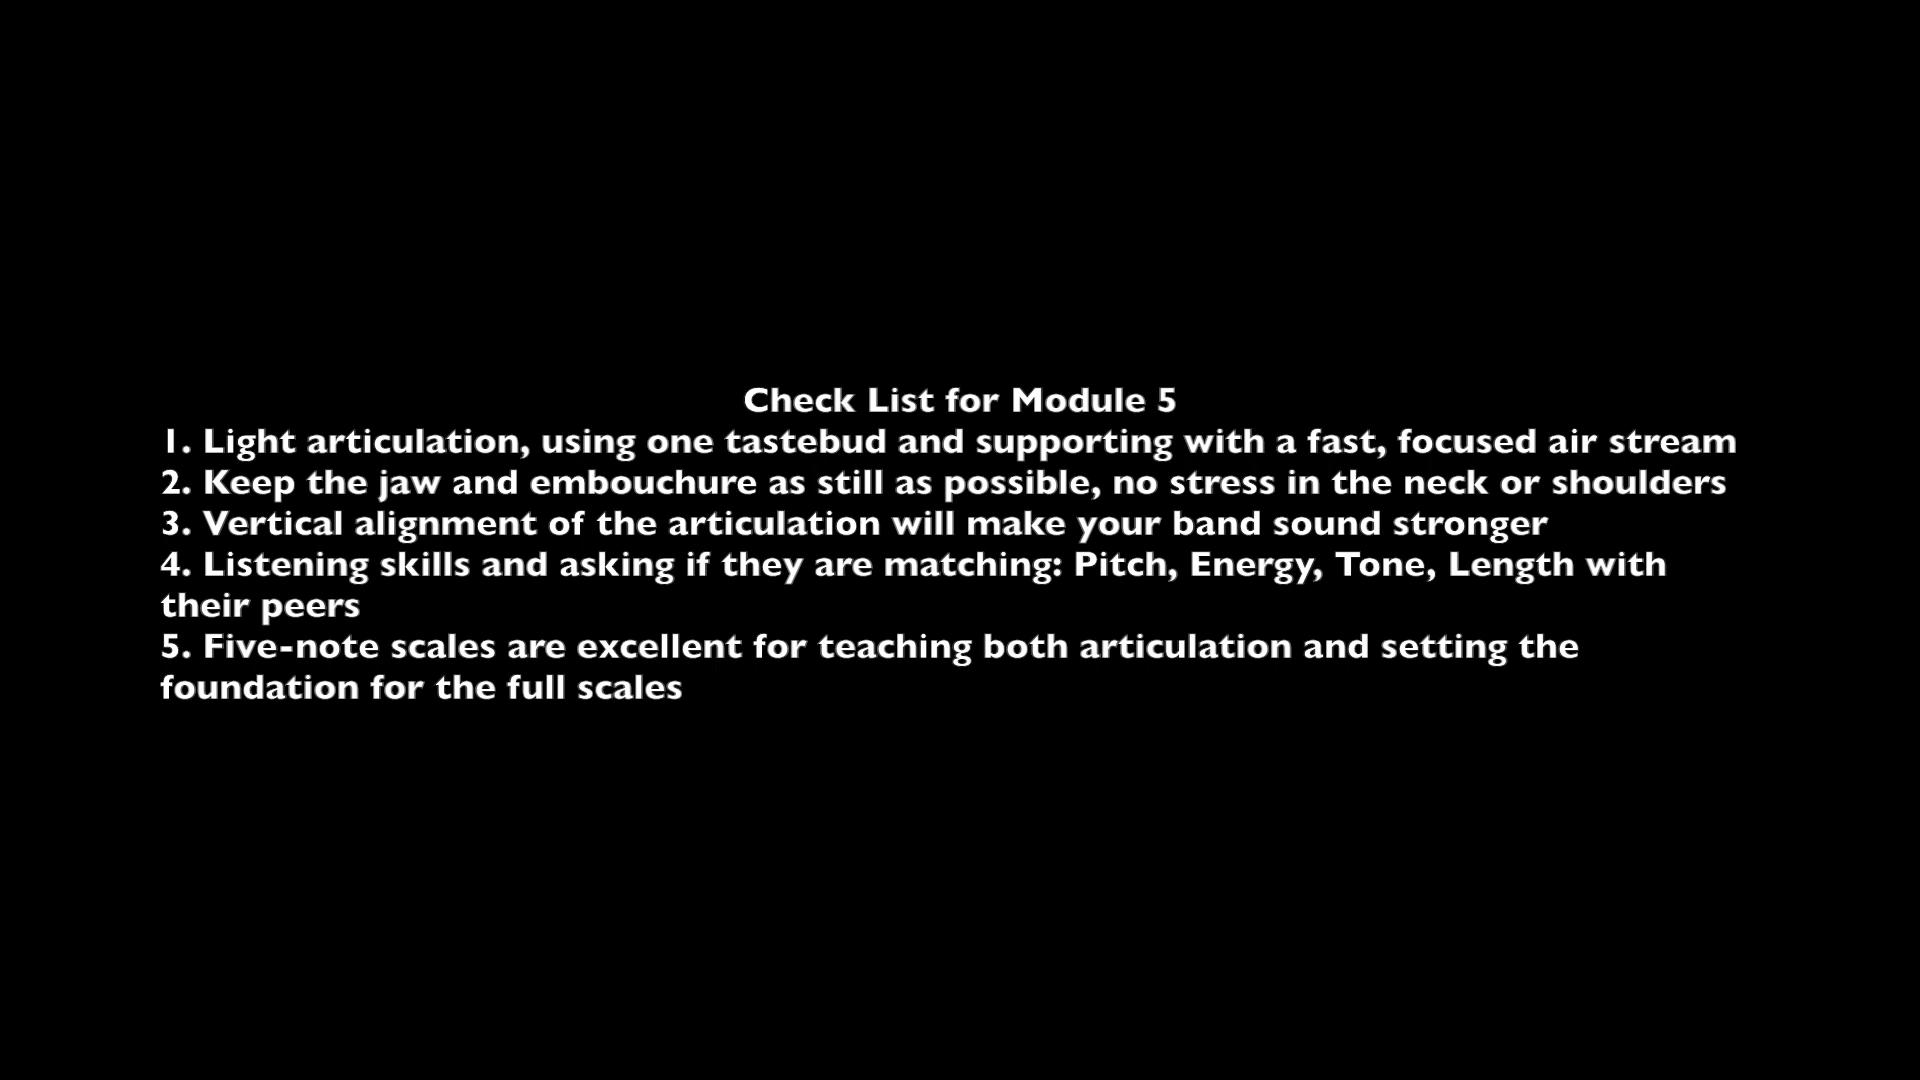 Check List for Module 5
1. Light articulation, using one tastebud and supporting with a fast, focused air stream
2. Keep the jaw and embouchure as still as possible, no stress in the neck or shoulders
3. Vertical alignment of the articulation will make your band sound stronger
4. Listening skills and asking if they are matching: Pitch, Energy, Tone, Length with
their peers
5. Five-note scales are excellent for teaching both articulation and setting the
foundation for the full scales